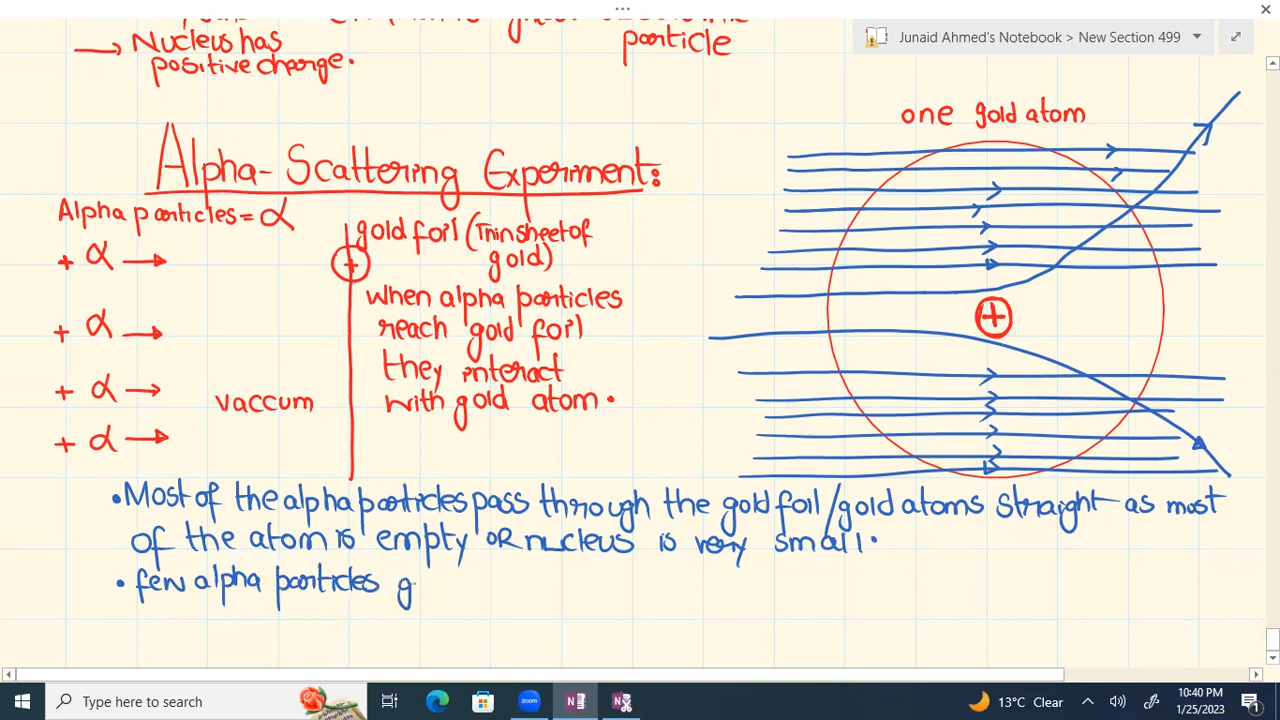 Junaid Ahmed's Notebook > New Section 499
→ Nucleus has
positive charge.
particle
one gold atom
Alpha-Scattering Experiment:
Alpha particles = α
+ α →
+ α →
+ α →
+ α →
vaccum
gold foil (Thin sheet of
gold)
+
when alpha particles
reach gold foil
they interact
with gold atom.
+
• Most of the alpha particles pass through the gold foil/gold atoms straight as most
of the atom is empty OR nucleus is very small.
• few alpha particles g
Type here to search
zoom
13°C Clear
10:40 PM
1/25/2023
1